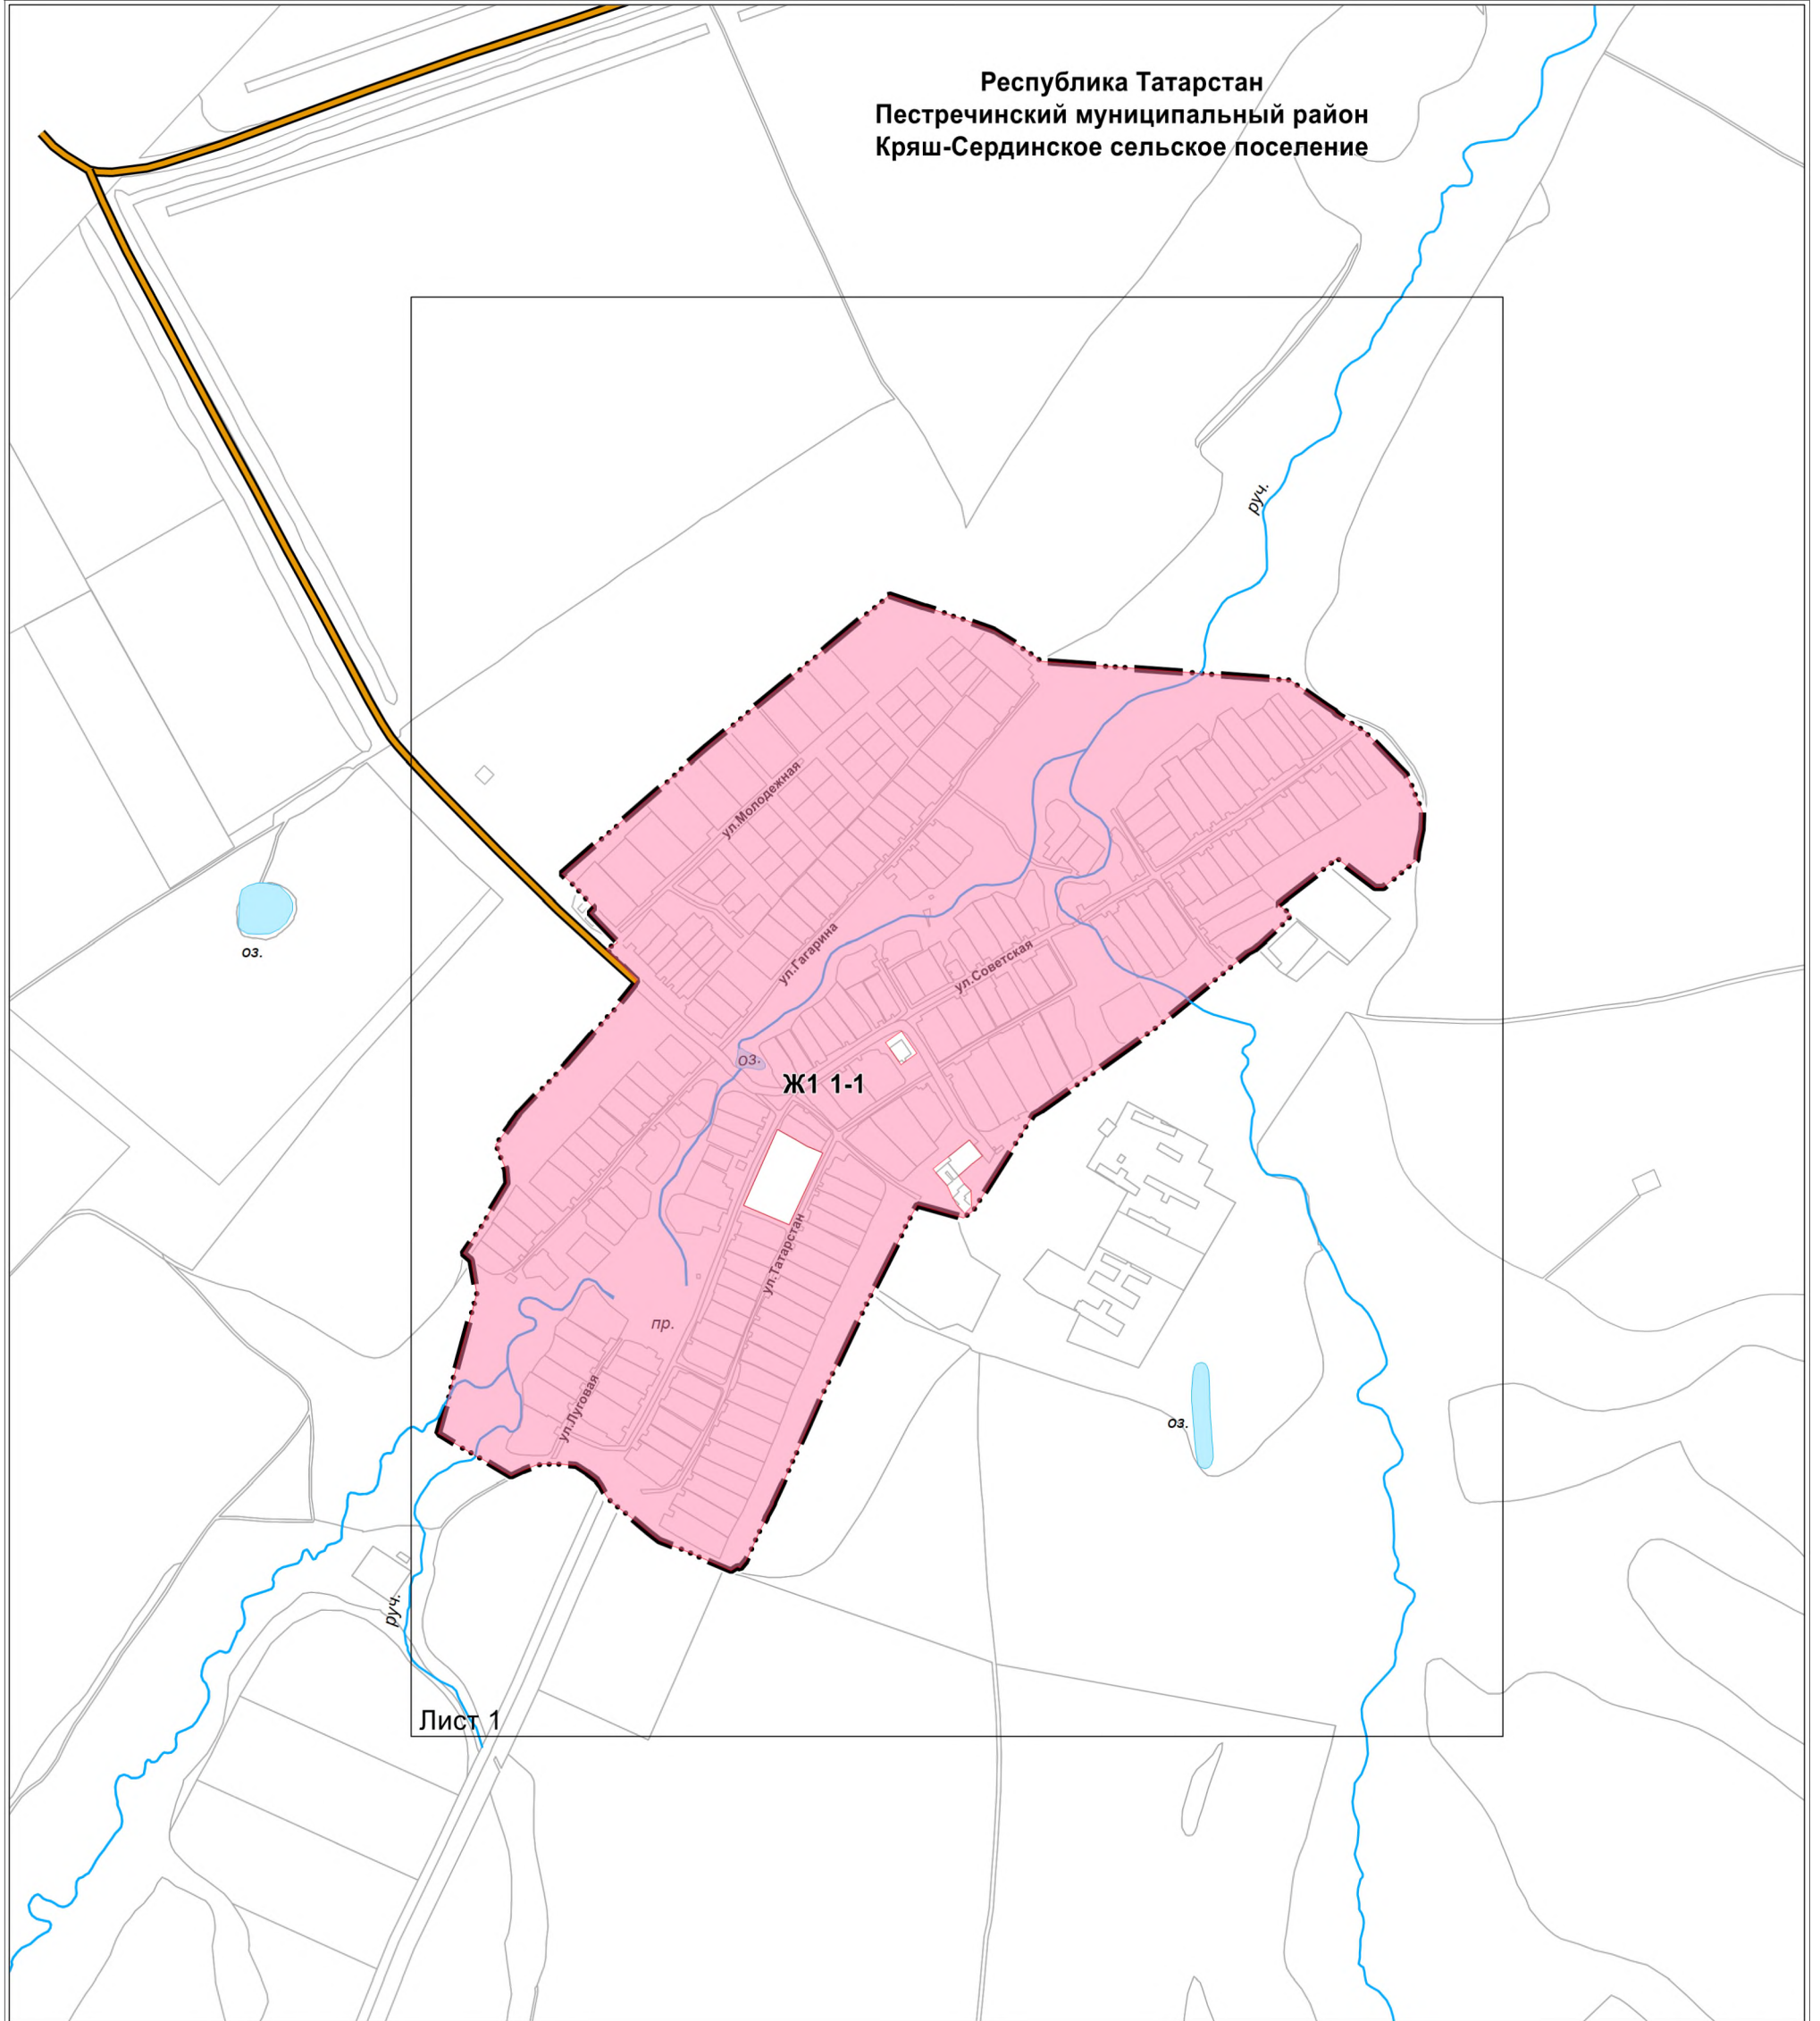 Республика Татарстан
Пестречинский муниципальный район
Кряш-Сердинское сельское поселение
руч.
ул.Молодежная
ул.Гагарина
ул.Советская
оз.
оз.
Ж1 1-1
ул.Татарстан
пр.
ул.Луговая
оз.
руч.
Лист 1